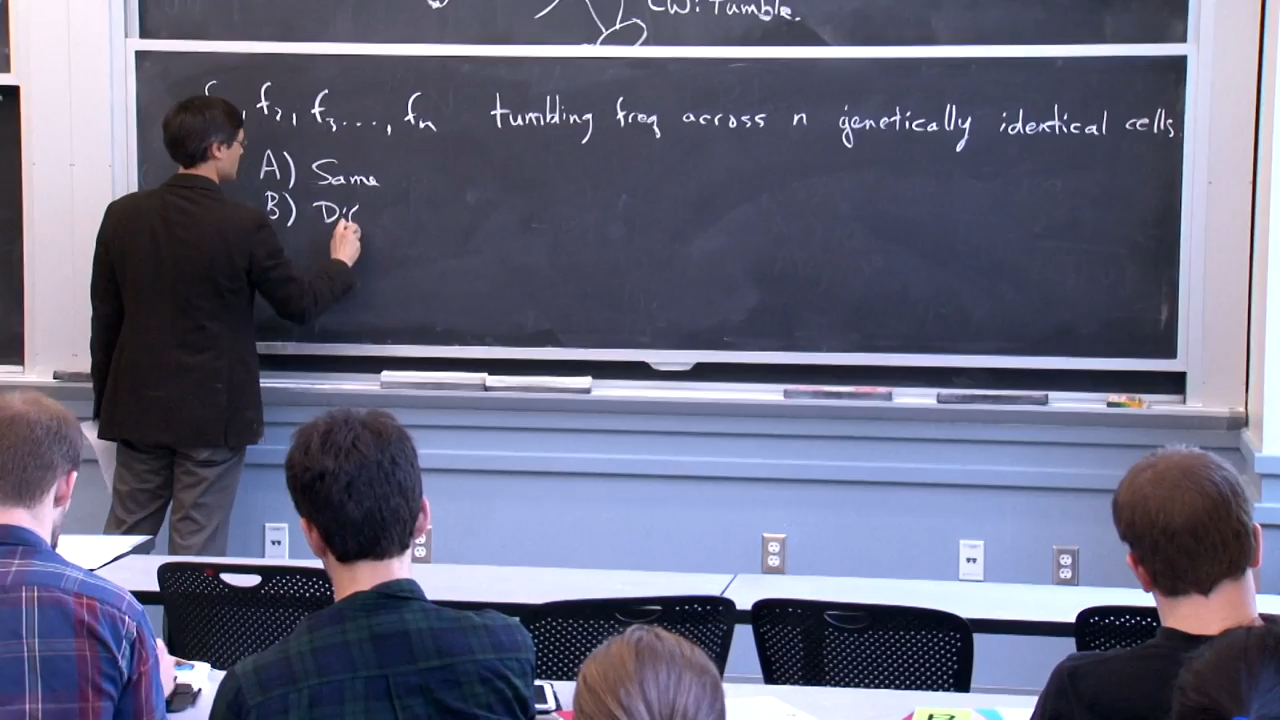 CW: Tumble.
f₂, f₃..., fₙ tumbling freq across n genetically identical cells.
A) Same
B) Dif